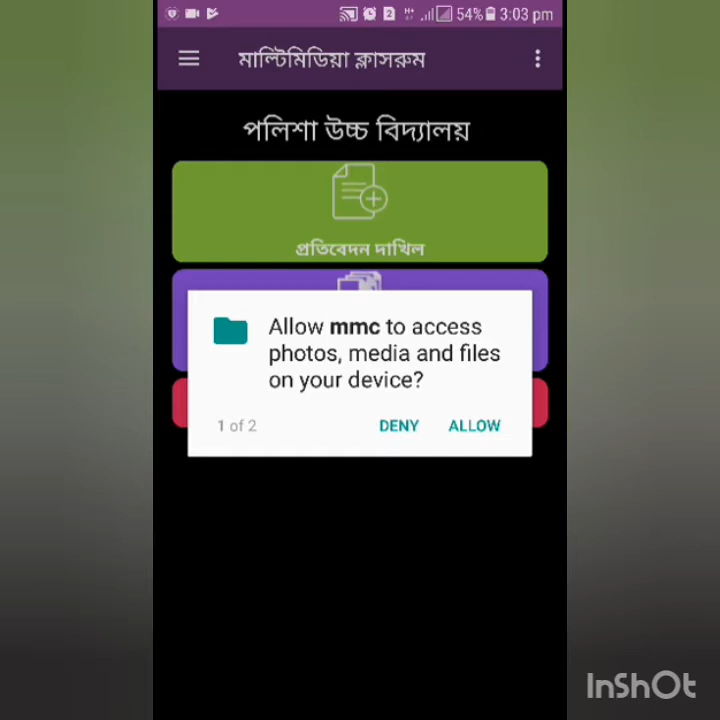 54% 3:03 pm
মাল্টিমিডিয়া ক্লাসরুম
পলিশা উচ্চ বিদ্যালয়
প্রতিবেদন দাখিল
Allow mmc to access
photos, media and files
on your device?
1 of 2 DENY ALLOW
InShOt